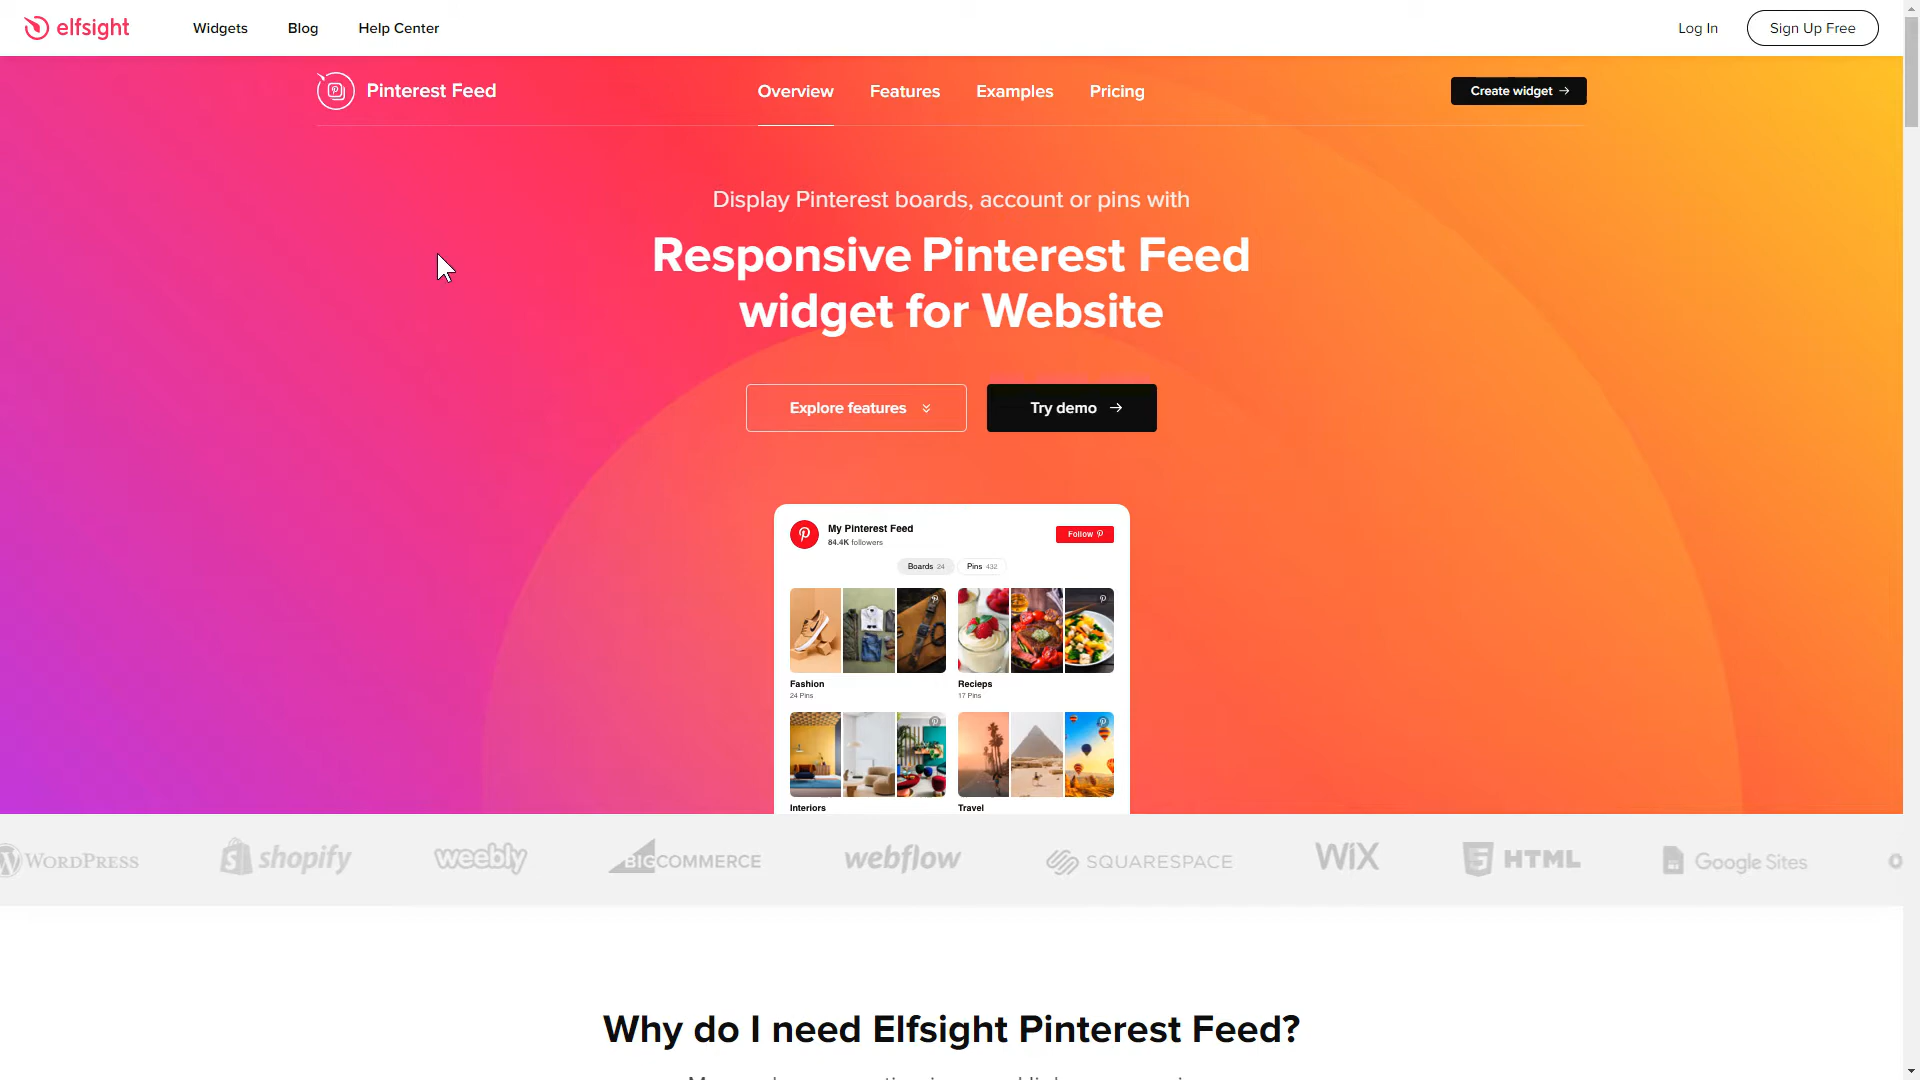 elfsight
Widgets
Blog
Help Center
Log In
Sign Up Free
Pinterest Feed
Overview
Features
Examples
Pricing
Create widget
Display Pinterest boards, account or pins with
Responsive Pinterest Feed
widget for Website
Explore features
Try demo
My Pinterest Feed
84.4K followers
Follow
Boards 24
Pins 432
Fashion
24 Pins
Recieps
17 Pins
Interiors
Travel
WORDPRESS
shopify
weebly
BIGCOMMERCE
webflow
SQUARESPACE
WiX
HTML
Google Sites
Why do I need Elfsight Pinterest Feed?